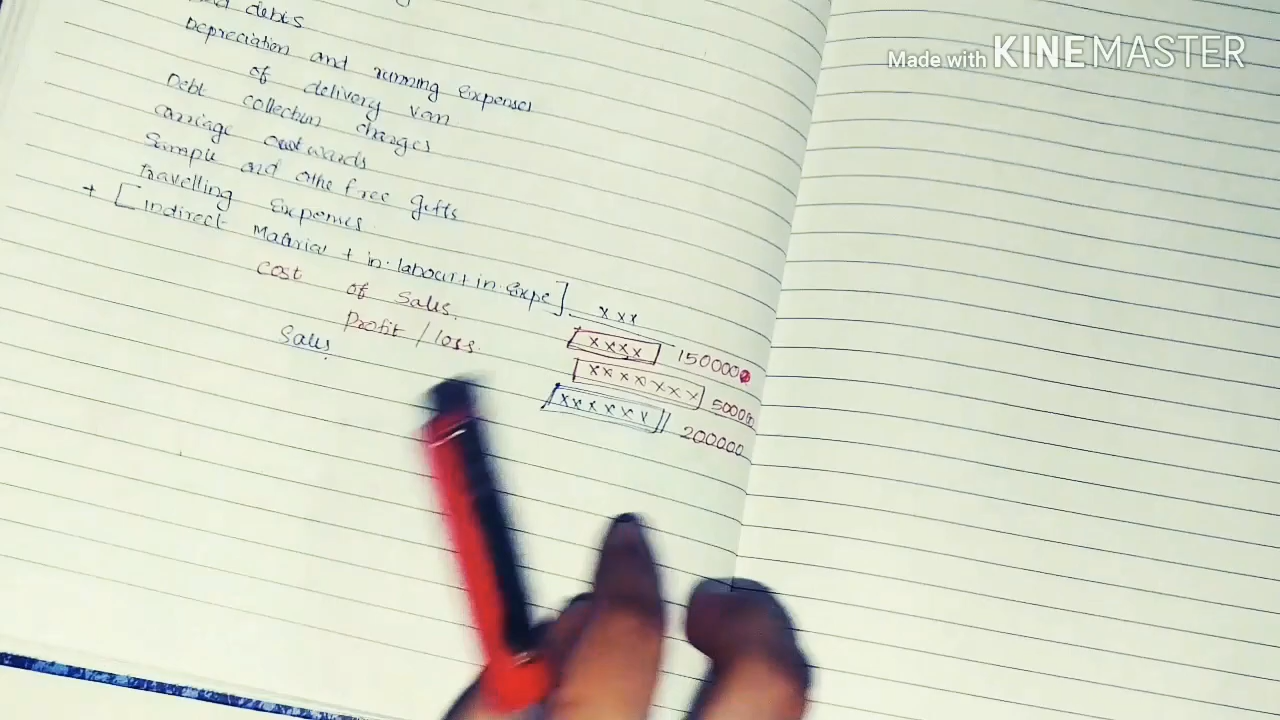 debts
Depreciation and running Expenses
of delivery van
Debt collection charges
carriage outwards
Sample and othe free gifts
Travelling Expenses
+ [indirect Material + in.labour + in.Expe] xxx
cost of Sales xxxx 150000
Profit / loss xxxxxxx 50000
Sales xxxxxx 200000
Made with KINEMASTER